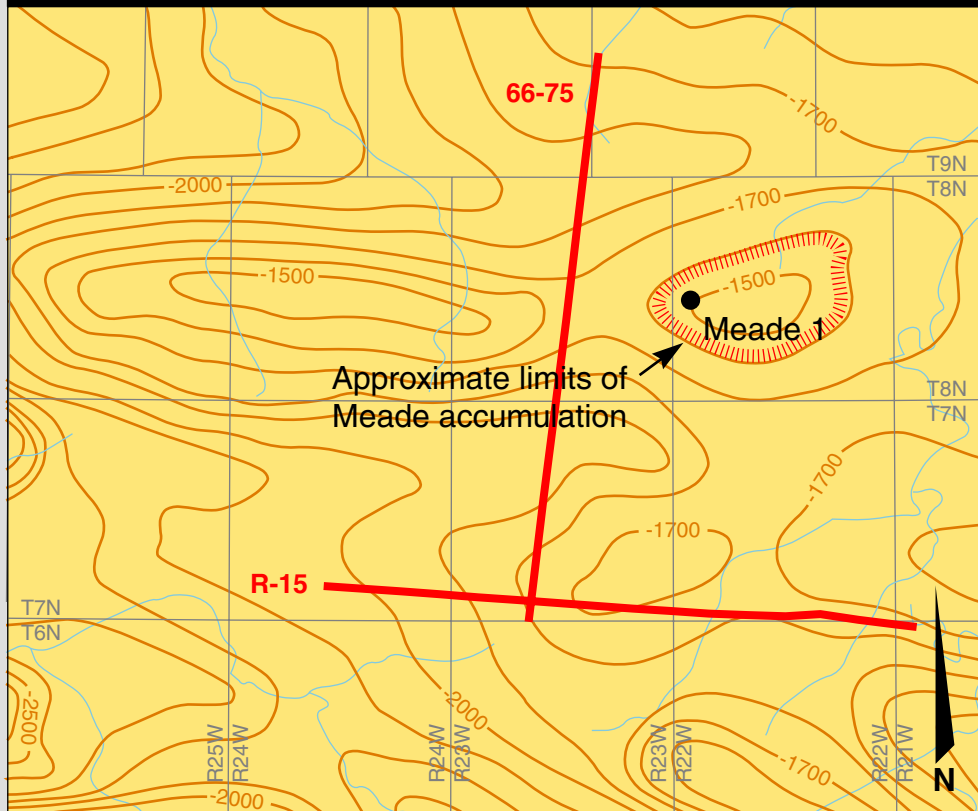 66-75
-1700
T9N
T8N
-2000
-1700
-1500
-1500
Meade 1
Approximate limits of
Meade accumulation
T8N
T7N
-1700
-1700
R-15
T7N
T6N
-2500
-2000
R25W
R24W
R24W
R23W
R23W
R22W
R22W
R21W
-1700
-2000
N